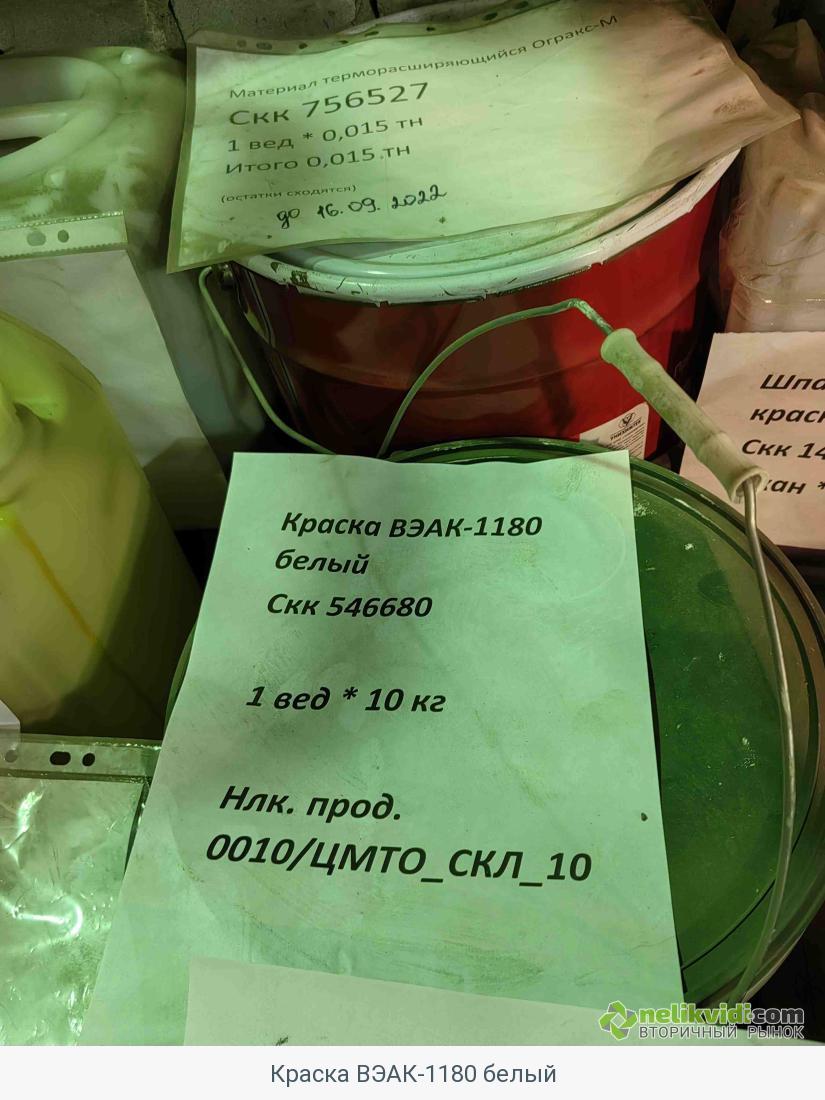 Материал терморасширяющийся Огракс-М
Скк 756527
1 вед * 0,015 тн
Итого 0,015 тн
(остатки сходятся)
до 16.09.2022
Шпа
крас
Скк 14
кан *
Краска ВЭАК-1180
белый
Скк 546680
1 вед * 10 кг
Нлк. прод.
0010/ЦМТО_СКЛ_10
nelikvidi.com
ВТОРИЧНЫЙ РЫНОК
Краска ВЭАК-1180 белый